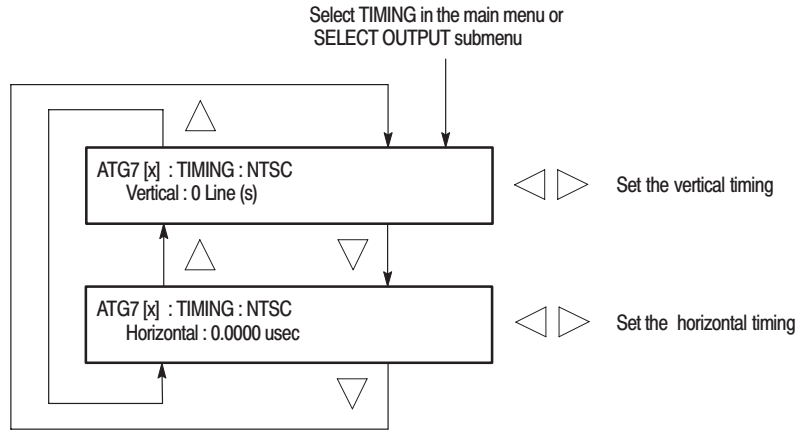 Select TIMING in the main menu or
SELECT OUTPUT submenu
ATG7 [x] : TIMING : NTSC
Vertical : 0 Line (s)
Set the vertical timing
ATG7 [x] : TIMING : NTSC
Horizontal : 0.0000 usec
Set the horizontal timing